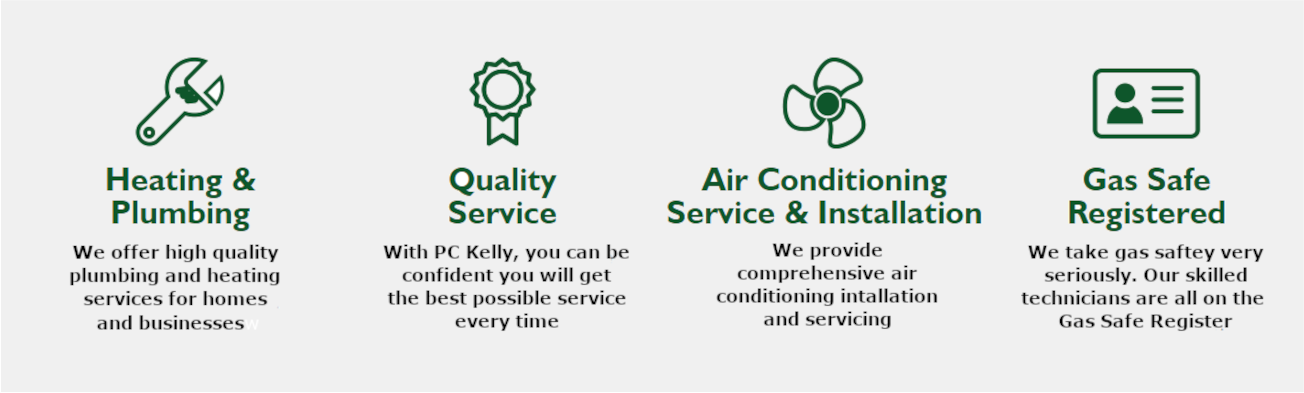 Heating &
Plumbing
We offer high quality
plumbing and heating
services for homes
and businessesw
Quality
Service
With PC Kelly, you can be
confident you will get
the best possible service
every time
Air Conditioning
Service & Installation
We provide
comprehensive air
conditioning intallation
and servicing
Gas Safe
Registered
We take gas saftey very
seriously. Our skilled
technicians are all on the
Gas Safe Register